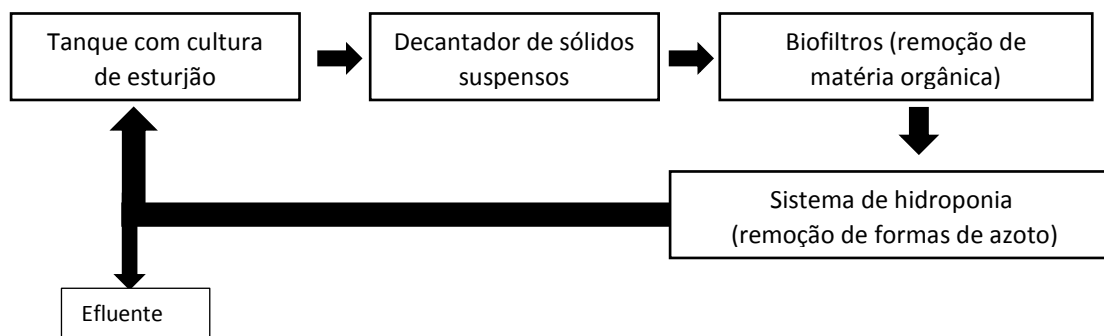 Tanque com cultura
de esturjão
Decantador de sólidos
suspensos
Biofiltros (remoção de
matéria orgânica)
Sistema de hidroponia
(remoção de formas de azoto)
Efluente